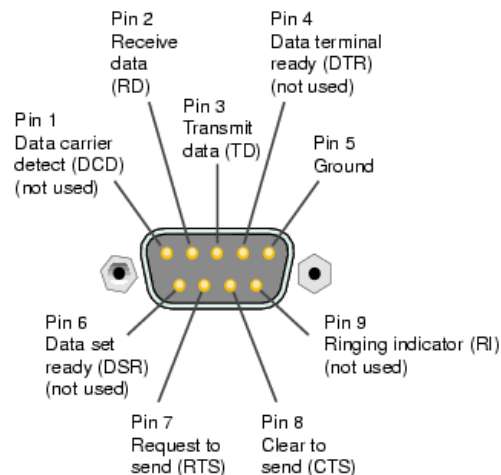 Pin 1
Data carrier
detect (DCD)
(not used)
Pin 2
Receive
data
(RD)
Pin 3
Transmit
data (TD)
Pin 4
Data terminal
ready (DTR)
(not used)
Pin 5
Ground
Pin 6
Data set
ready (DSR)
(not used)
Pin 7
Request to
send (RTS)
Pin 8
Clear to
send (CTS)
Pin 9
Ringing indicator (RI)
(not used)